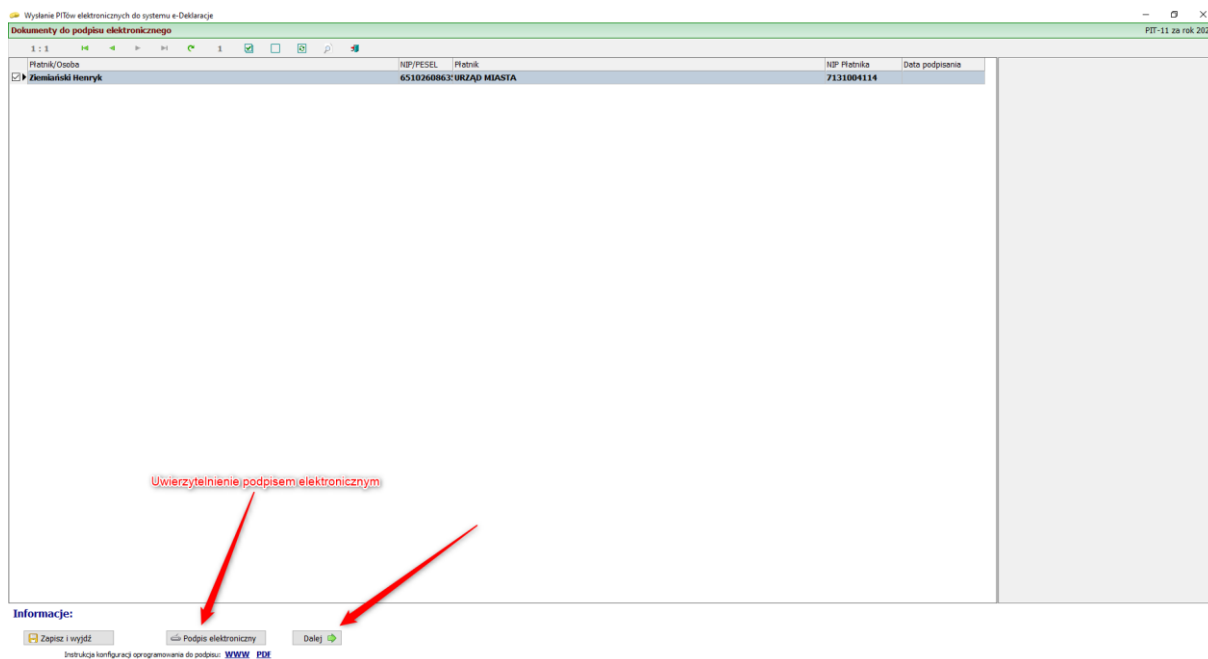 Wysłanie PITów elektronicznych do systemu e-Deklaracje
Dokumenty do podpisu elektronicznego PIT-11 za rok 202
1 : 1 1
Płatnik/Osoba NIP/PESEL Płatnik NIP Płatnika Data podpisania
Ziemiański Henryk 6510260863 URZĄD MIASTA 7131004114
Uwierzytelnienie podpisem elektronicznym
Informacje:
Zapisz i wyjdź Podpis elektroniczny Dalej
Instrukcja konfiguracji oprogramowania do podpisu: WWW PDF